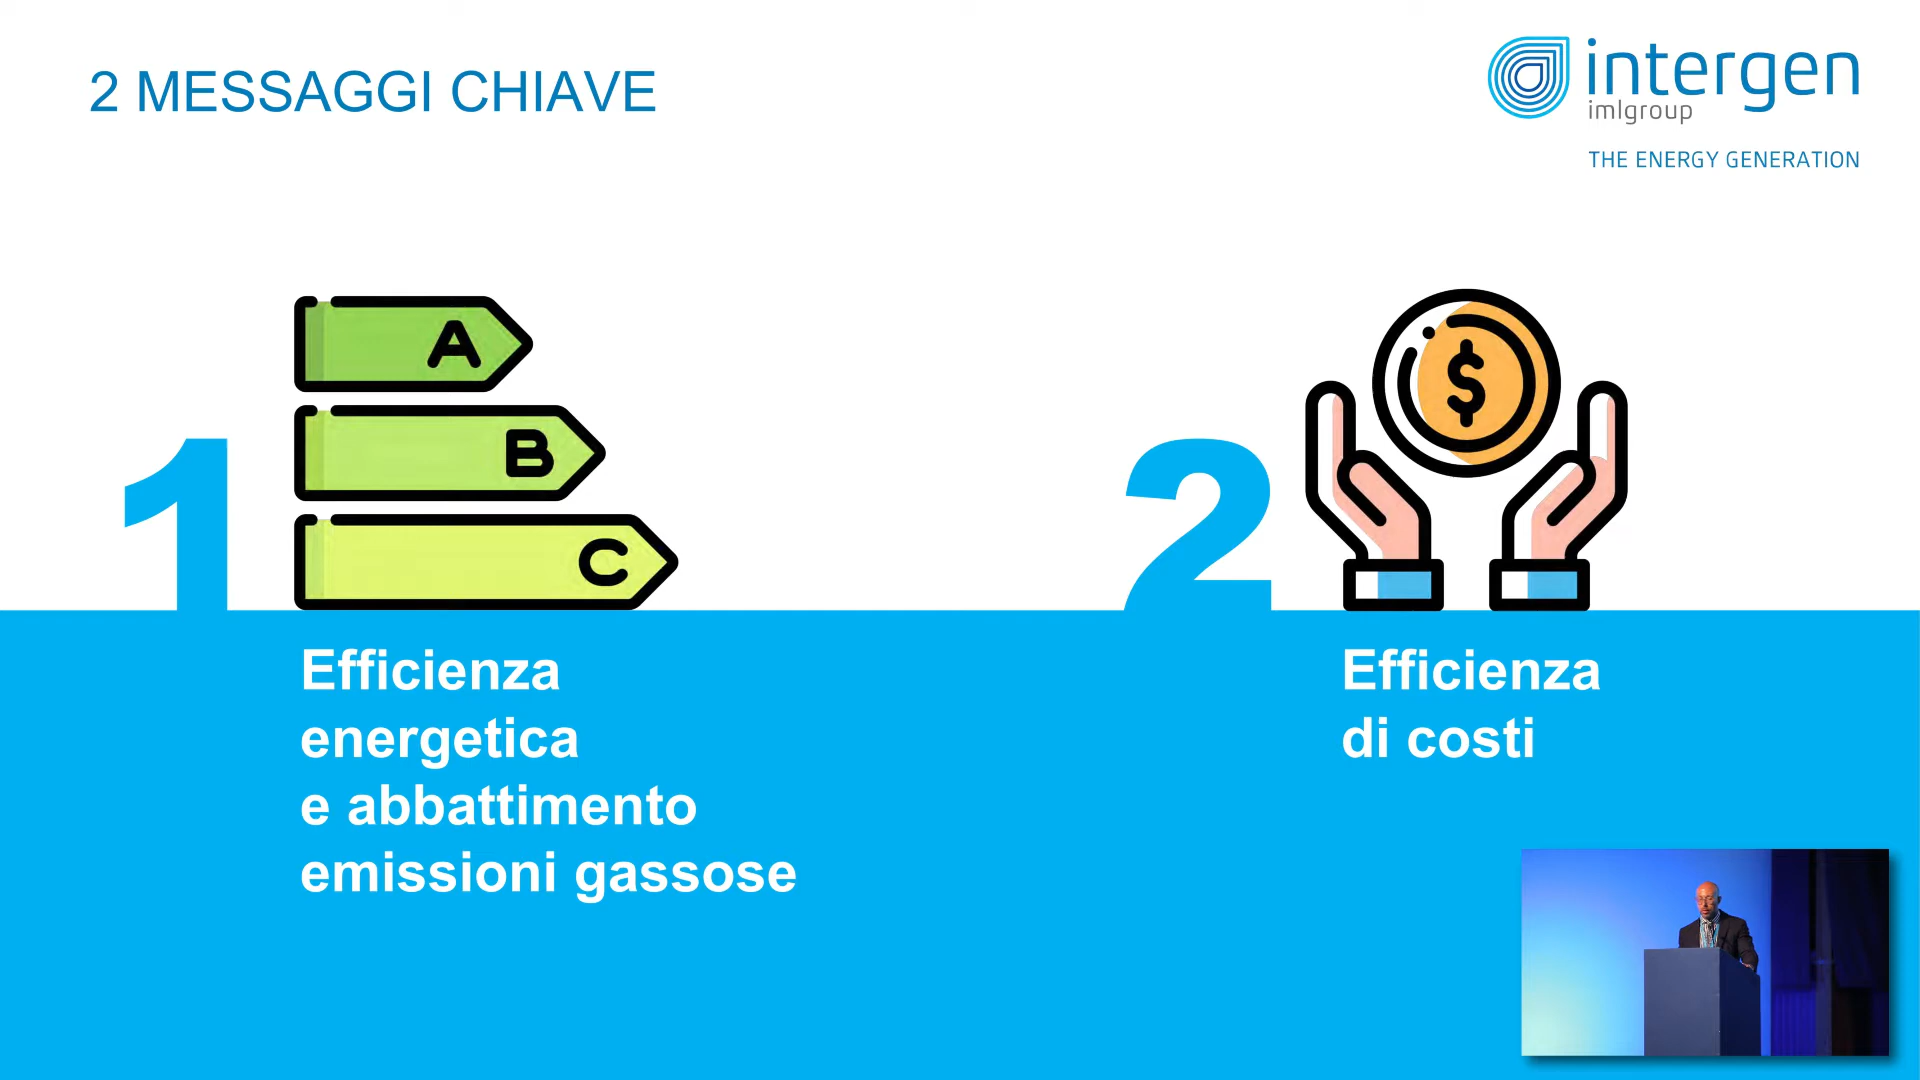 2 MESSAGGI CHIAVE
intergen
imlgroup
THE ENERGY GENERATION
1
A
B
C
Efficienza
energetica
e abbattimento
emissioni gassose
2
$
Efficienza
di costi